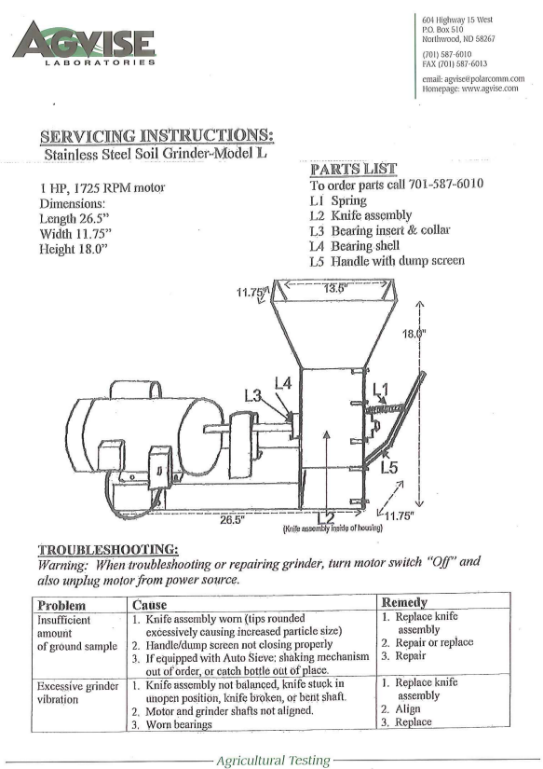 AGVISE
LABORATORIES
604 Highway 15 West
P.O. Box 510
Northwood, ND 58267
(701) 587-6010
FAX (701) 587-6013
email: agvise@polarcomm.com
Homepage: www.agvise.com
SERVICING INSTRUCTIONS:
Stainless Steel Soil Grinder-Model L
1 HP, 1725 RPM motor
Dimensions:
Length 26.5"
Width 11.75"
Height 18.0"
PARTS LIST
To order parts call 701-587-6010
L1 Spring
L2 Knife assembly
L3 Bearing insert & collar
L4 Bearing shell
L5 Handle with dump screen
11.75"
13.5"
18.0"
L4
L3
L1
L5
26.5"
L2
11.75"
(Knife assembly inside of housing)
TROUBLESHOOTING:
Warning: When troubleshooting or repairing grinder, turn motor switch "Off" and
also unplug motor from power source.
Problem Cause Remedy
Insufficient
amount
of ground sample
1. Knife assembly worn (tips rounded
excessively causing increased particle size)
2. Handle/dump screen not closing properly
3. If equipped with Auto Sieve; shaking mechanism
out of order, or catch bottle out of place.
1. Replace knife
assembly
2. Repair or replace
3. Repair
Excessive grinder
vibration
1. Knife assembly not balanced, knife stuck in
unopen position, knife broken, or bent shaft.
2. Motor and grinder shafts not aligned.
3. Worn bearings
1. Replace knife
assembly
2. Align
3. Replace
Agricultural Testing